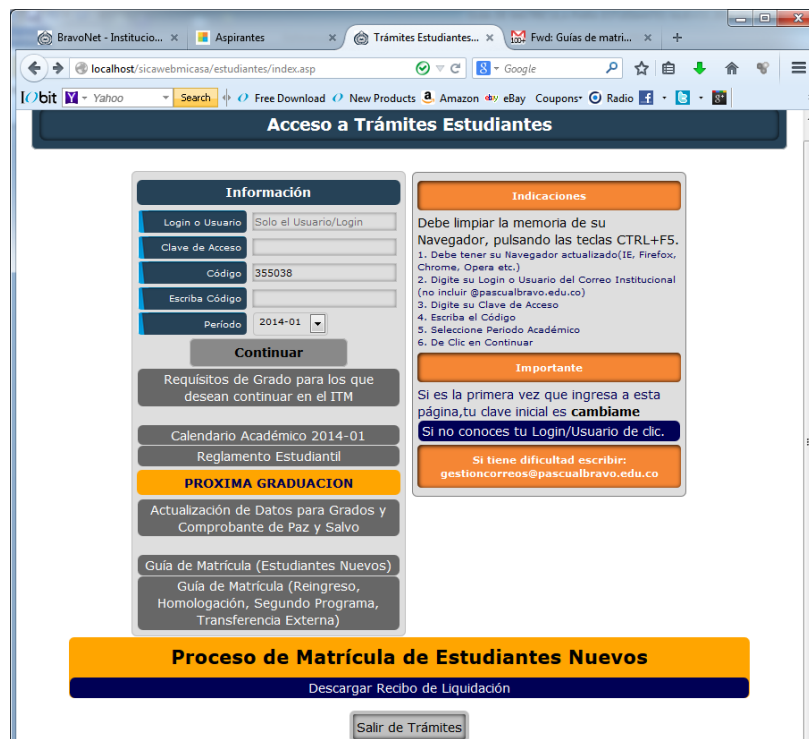 BravoNet - Institucio...
Aspirantes
Trámites Estudiantes...
Fwd: Guías de matri...
localhost/sicawebmicasa/estudiantes/index.asp
Google
IObit
Yahoo
Search
Free Download
New Products
Amazon
eBay
Coupons
Radio
Acceso a Trámites Estudiantes
Información
Login o Usuario
Solo el Usuario/Login
Clave de Acceso
Código
355038
Escriba Código
Período
2014-01
Continuar
Requísitos de Grado para los que
desean continuar en el ITM
Calendario Académico 2014-01
Reglamento Estudiantil
PROXIMA GRADUACION
Actualización de Datos para Grados y
Comprobante de Paz y Salvo
Guía de Matrícula (Estudiantes Nuevos)
Guía de Matrícula (Reingreso,
Homologación, Segundo Programa,
Transferencia Externa)
Indicaciones
Debe limpiar la memoria de su
Navegador, pulsando las teclas CTRL+F5.
1. Debe tener su Navegador actualizado(IE, Firefox,
Chrome, Opera etc.)
2. Digite su Login o Usuario del Correo Institucional
(no incluir @pascualbravo.edu.co)
3. Digite su Clave de Acceso
4. Escriba el Código
5. Seleccione Periodo Académico
6. De Clic en Continuar
Importante
Si es la primera vez que ingresa a esta
página,tu clave inicial es cambiame
Si no conoces tu Login/Usuario de clic.
Si tiene dificultad escribir:
gestioncorreos@pascualbravo.edu.co
Proceso de Matrícula de Estudiantes Nuevos
Descargar Recibo de Liquidación
Salir de Trámites